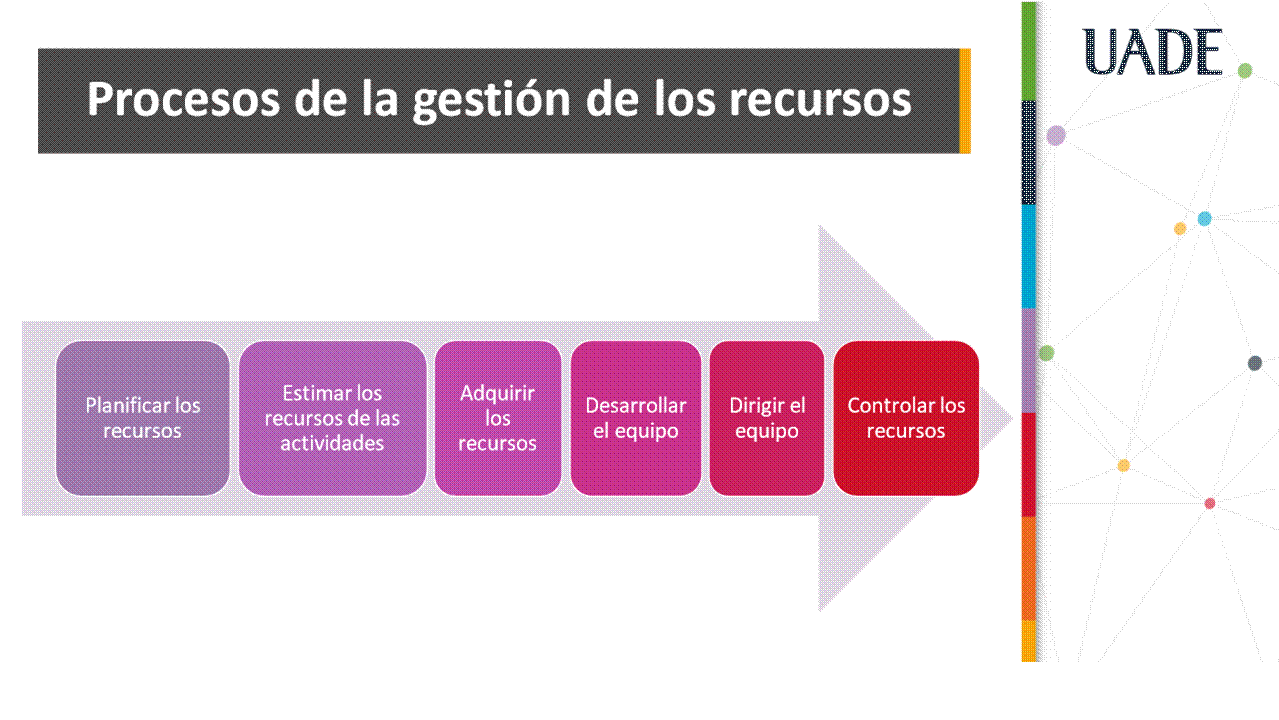 UADE
Procesos de la gestión de los recursos
Planificar los
recursos
Estimar los
recursos de las
actividades
Adquirir
los
recursos
Desarrollar
el equipo
Dirigir el
equipo
Controlar los
recursos